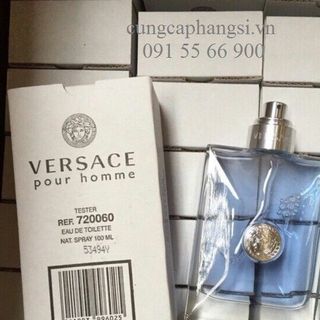 cungcaphangsi.vn
091 55 66 900
VERSACE
pour homme
TESTER
REF. 720060
EAU DE TOILETTE
NAT. SPRAY 100 ML
53494V